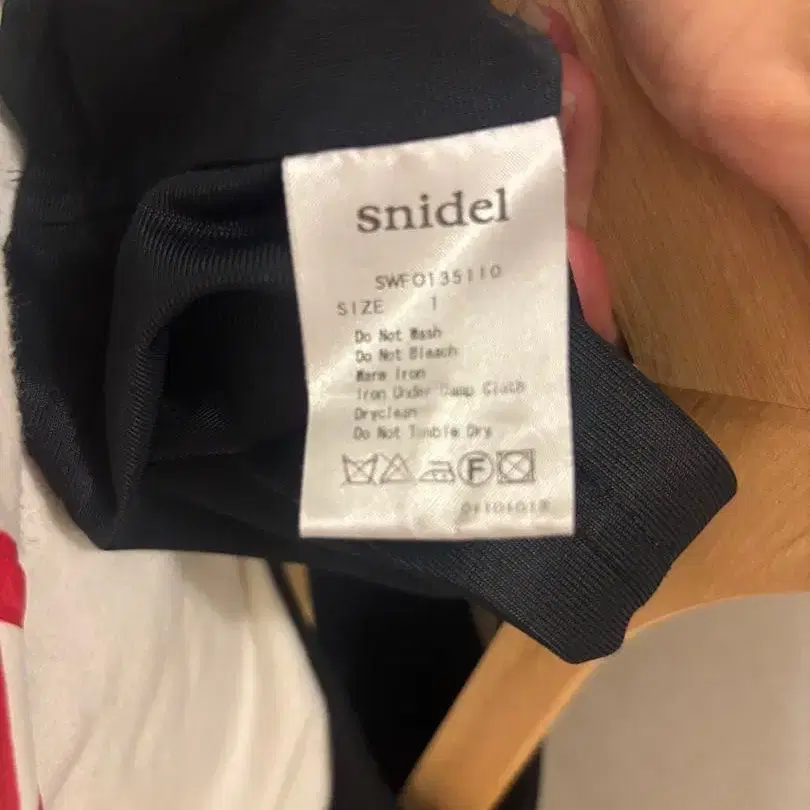 snidel
SWFO135110
SIZE 1
Do Not Wash
Do Not Bleach
Warm Iron
Iron Under Damp Cloth
Dryclean
Do Not Tumble Dry
F